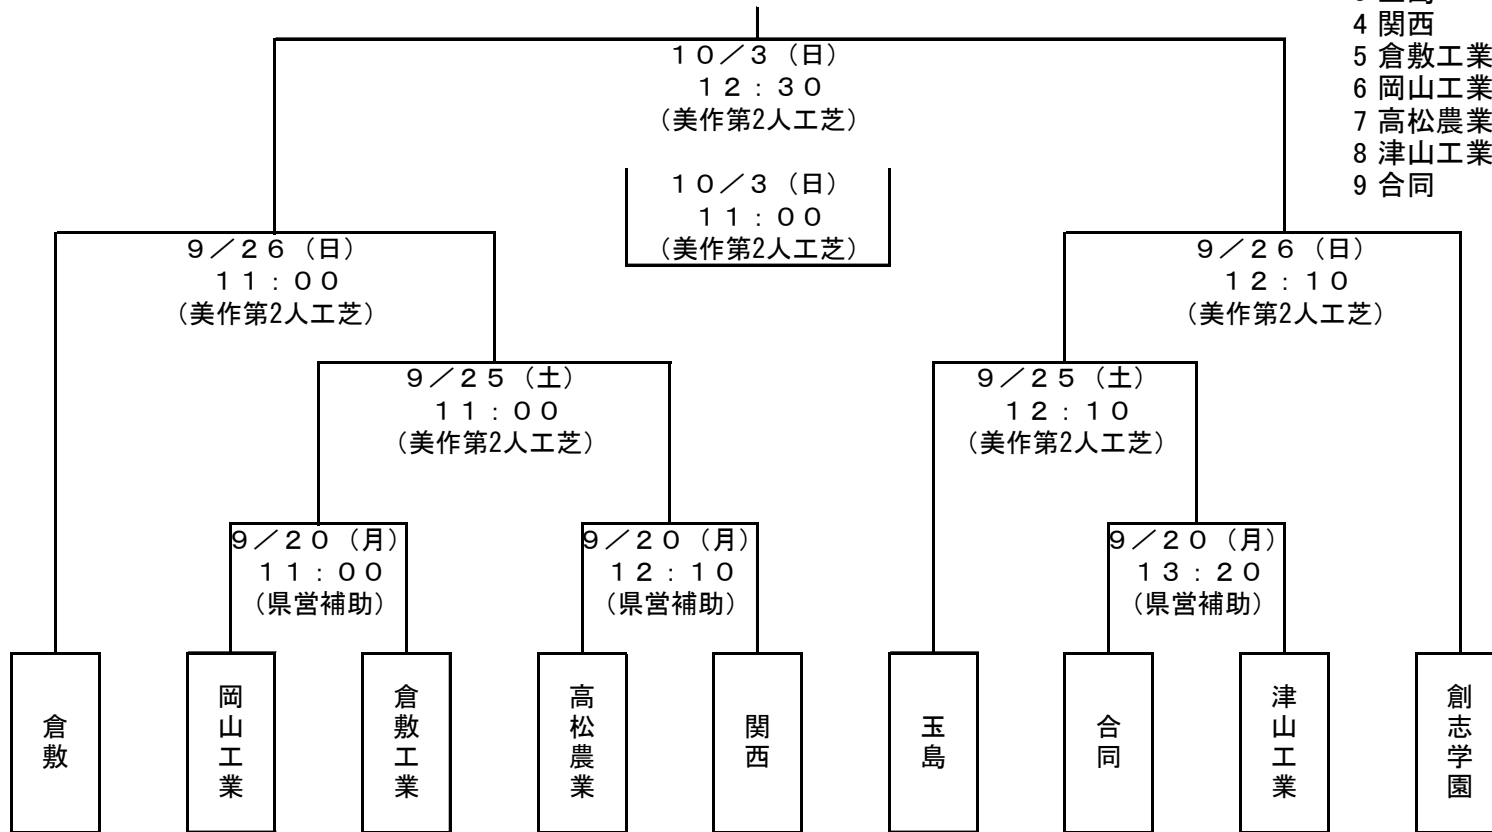 １０／３（日）
１２：３０
（美作第2人工芝）
4 関西
5 倉敷工業
6 岡山工業
7 高松農業
8 津山工業
9 合同
１０／３（日）
１１：００
（美作第2人工芝）
９／２６（日）
１１：００
（美作第2人工芝）
９／２６（日）
１２：１０
（美作第2人工芝）
９／２５（土）
１１：００
（美作第2人工芝）
９／２５（土）
１２：１０
（美作第2人工芝）
９／２０（月）
１１：００
（県営補助）
９／２０（月）
１２：１０
（県営補助）
９／２０（月）
１３：２０
（県営補助）
倉敷
岡山工業
倉敷工業
高松農業
関西
玉島
合同
津山工業
創志学園